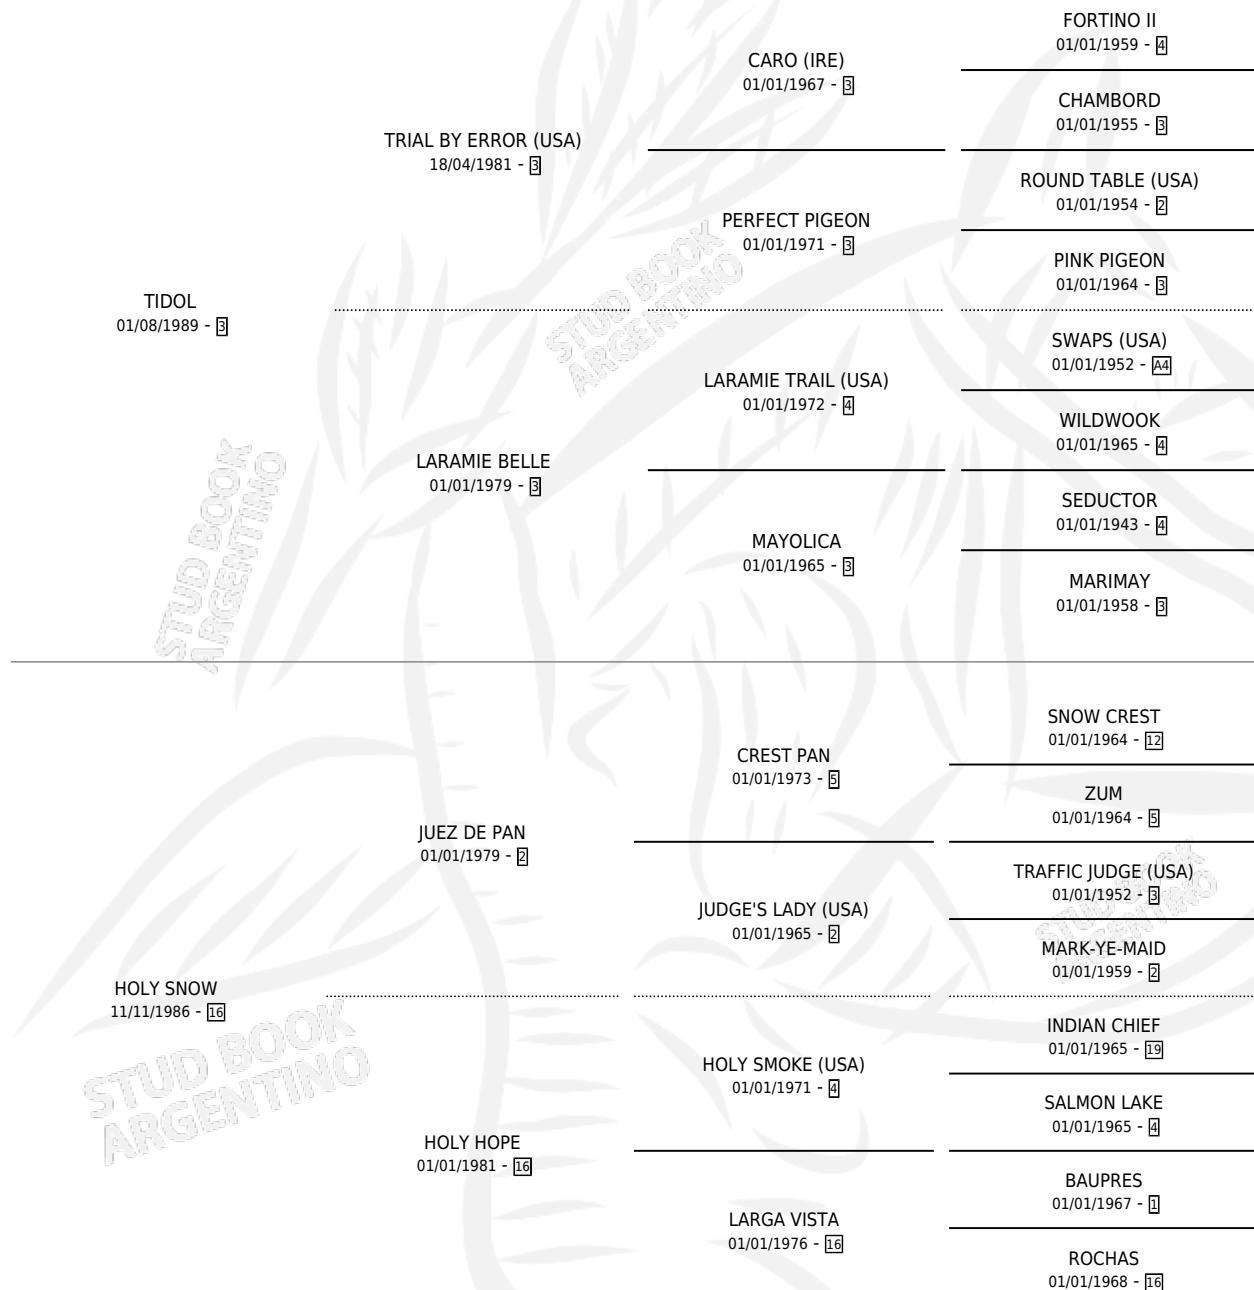 FORTINO II
01/01/1959 - 4
CARO (IRE)
01/01/1967 - 3
CHAMBORD
01/01/1955 - 3
TRIAL BY ERROR (USA)
18/04/1981 - 3
ROUND TABLE (USA)
01/01/1954 - 2
PERFECT PIGEON
01/01/1971 - 3
PINK PIGEON
01/01/1964 - 3
TIDOL
01/08/1989 - 3
STUD BOOK
ARGENTINO
SWAPS (USA)
01/01/1952 - A4
LARAMIE TRAIL (USA)
01/01/1972 - 4
WILDWOOK
01/01/1965 - 4
LARAMIE BELLE
01/01/1979 - 3
SEDUCTOR
01/01/1943 - 4
MAYOLICA
01/01/1965 - 3
MARIMAY
01/01/1958 - 3
STUD BOOK
ARGENTINO
SNOW CREST
01/01/1964 - 12
CREST PAN
01/01/1973 - 5
ZUM
01/01/1964 - 5
JUEZ DE PAN
01/01/1979 - 2
TRAFFIC JUDGE (USA)
01/01/1952 - 3
JUDGE'S LADY (USA)
01/01/1965 - 2
STUD BOOK
ARGENTINO
MARK-YE-MAID
01/01/1959 - 2
HOLY SNOW
11/11/1986 - 16
INDIAN CHIEF
01/01/1965 - 19
HOLY SMOKE (USA)
01/01/1971 - 4
STUD BOOK
ARGENTINO
SALMON LAKE
01/01/1965 - 4
HOLY HOPE
01/01/1981 - 16
BAUPRES
01/01/1967 - 1
LARGA VISTA
01/01/1976 - 16
ROCHAS
01/01/1968 - 16